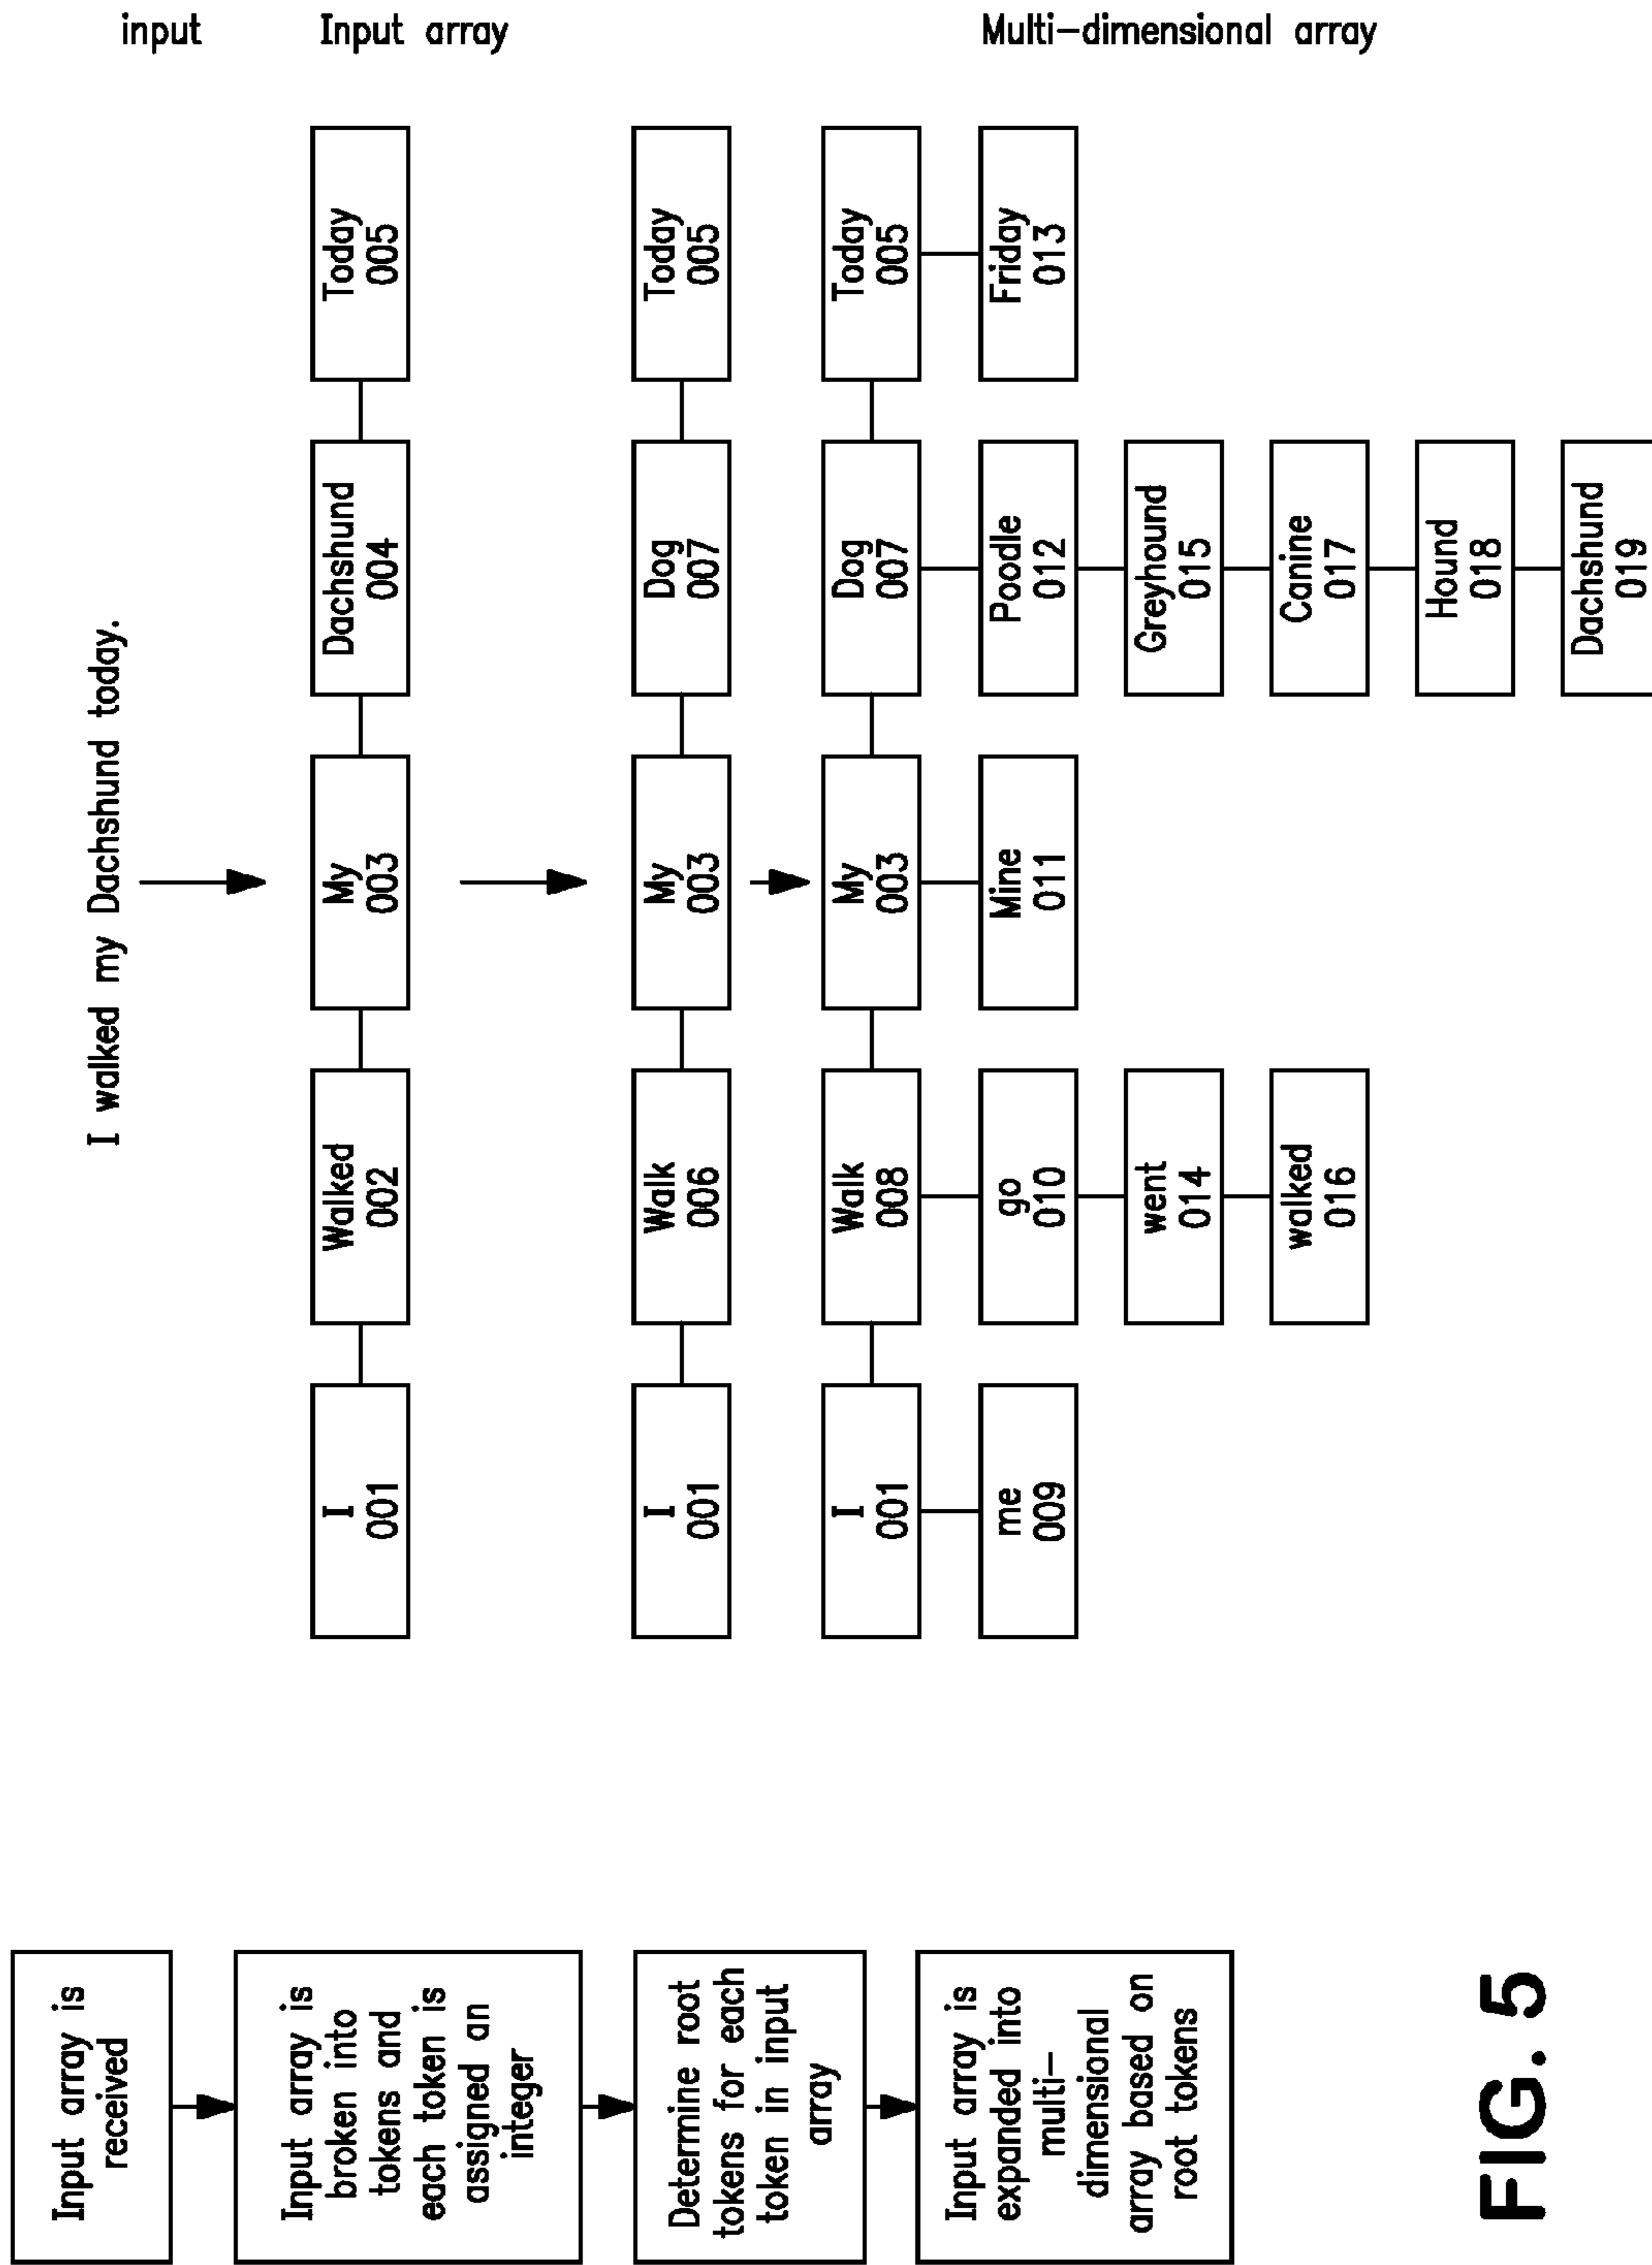 Input array is
received
Input array is
broken into
tokens and
each token is
assigned an
integer
Determine root
tokens for each
token in input
array
Input array is
expanded into
multi-
dimensional
array based on
root tokens
I walked my Dachshund today.
input
I
001
Walked
002
My
003
Dachshund
004
Today
005
Input array
I
001
Walk
006
My
003
Dog
007
Today
005
I
001
Walk
008
My
003
Dog
007
Today
005
Multi-dimensional array
me
009
go
010
Mine
011
Poodle
012
Friday
013
went
014
Greyhound
015
walked
016
Canine
017
Hound
018
Dachshund
019
FIG. 5